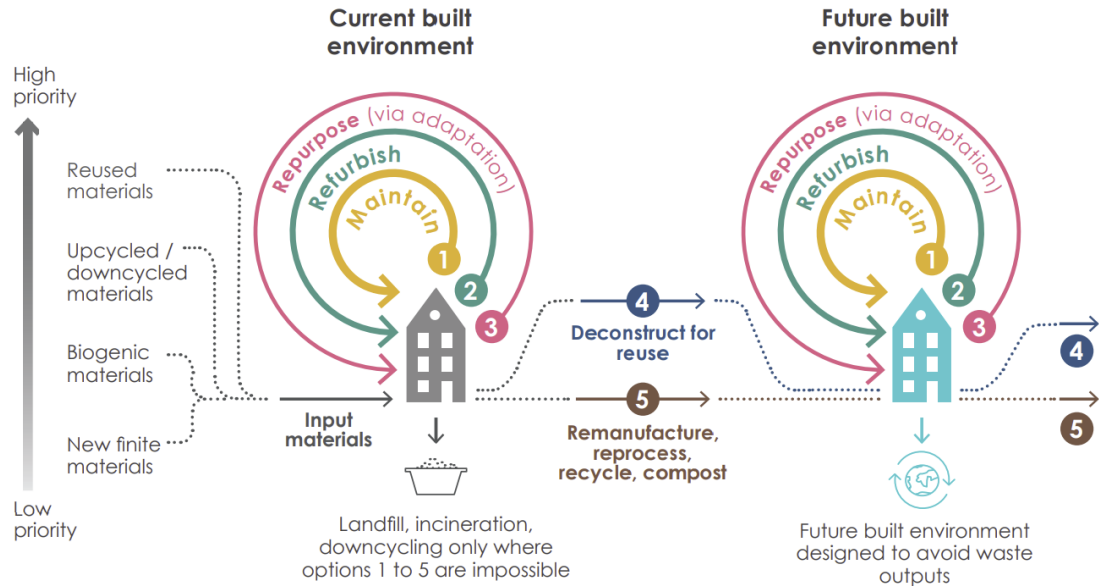 Current built
environment
Future built
environment
High
priority
Reused
materials
Upcycled /
downcycled
materials
Biogenic
materials
New finite
materials
Low
priority
Input
materials
Repurpose (via adaptation)
Refurbish
Maintain
1
2
3
Landfill, incineration,
downcycling only where
options 1 to 5 are impossible
4
Deconstruct for
reuse
5
Remanufacture,
reprocess,
recycle, compost
Repurpose (via adaptation)
Refurbish
Maintain
1
2
3
4
5
Future built environment
designed to avoid waste
outputs